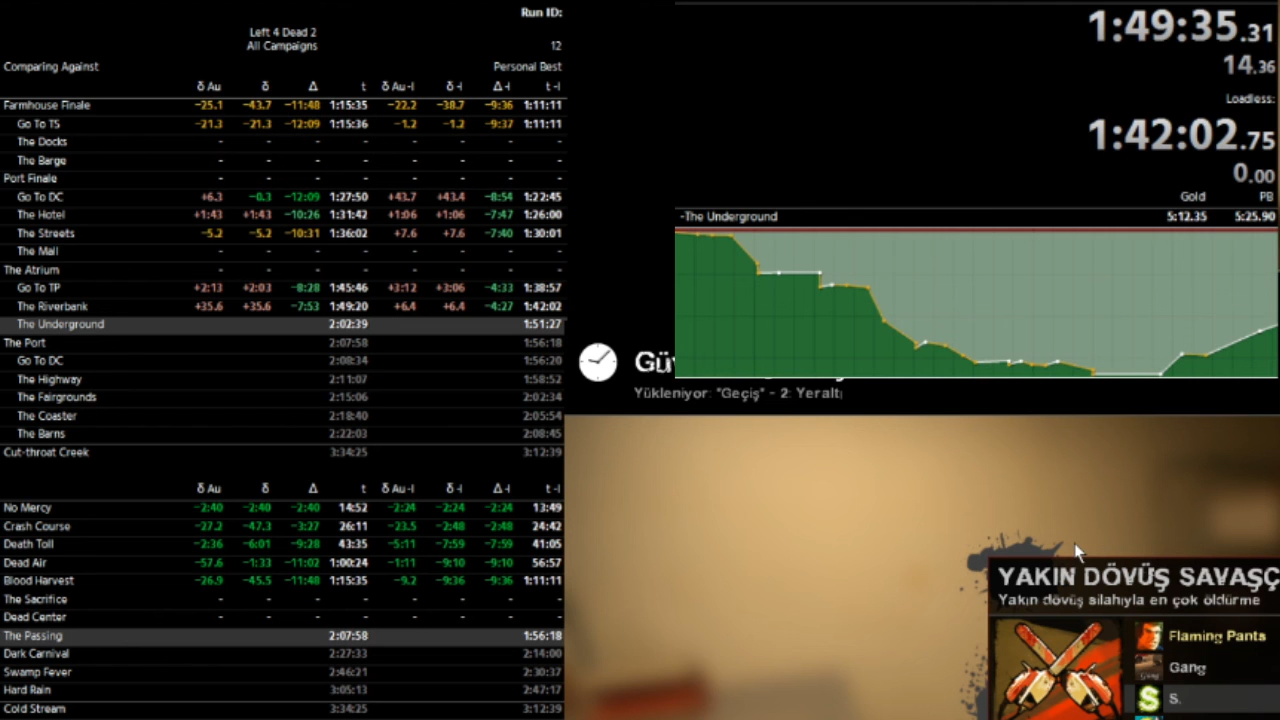 Run ID:
Left 4 Dead 2
All Campaigns
12
Comparing Against Personal Best
δ Au δ Δ t δ Au-l δ -l Δ -l t -l
Farmhouse Finale −25.1 −43.7 −11:48 1:15:35 −22.2 −38.7 −9:36 1:11:11
Go To TS −21.3 −21.3 −12:09 1:15:36 −1.2 −1.2 −9:37 1:11:11
The Docks - - - - - - - -
The Barge - - - - - - - -
Port Finale - - - - - - - -
Go To DC +6.3 −0.3 −12:09 1:27:50 +43.7 +43.4 −8:54 1:22:45
The Hotel +1:43 +1:43 −10:26 1:31:42 +1:06 +1:06 −7:47 1:26:00
The Streets −5.2 −5.2 −10:31 1:36:02 +7.6 +7.6 −7:40 1:30:01
The Mall - - - - - - - -
The Atrium - - - - - - - -
Go To TP +2:13 +2:03 −8:28 1:45:46 +3:12 +3:06 −4:33 1:38:57
The Riverbank +35.6 +35.6 −7:53 1:49:20 +6.4 +6.4 −4:27 1:42:02
The Underground 2:02:39 1:51:27
The Port 2:07:58 1:56:18
Go To DC 2:08:34 1:56:20
The Highway 2:11:07 1:58:52
The Fairgrounds 2:15:06 2:02:34
The Coaster 2:18:40 2:05:54
The Barns 2:22:03 2:08:45
Cut-throat Creek 3:34:25 3:12:39
δ Au δ Δ t δ Au-l δ -l Δ -l t -l
No Mercy −2:40 −2:40 −2:40 14:52 −2:24 −2:24 −2:24 13:49
Crash Course −27.2 −47.3 −3:27 26:11 −23.5 −2:48 −2:48 24:42
Death Toll −2:36 −6:01 −9:28 43:35 −5:11 −7:59 −7:59 41:05
Dead Air −57.6 −1:33 −11:02 1:00:24 −1:11 −9:10 −9:10 56:57
Blood Harvest −26.9 −45.5 −11:48 1:15:35 −9.2 −9:36 −9:36 1:11:11
The Sacrifice - - - - - - - -
Dead Center - - - - - - - -
The Passing 2:07:58 1:56:18
Dark Carnival 2:27:33 2:14:00
Swamp Fever 2:46:21 2:30:37
Hard Rain 3:05:13 2:47:17
Cold Stream 3:34:25 3:12:39
1:49:35.31
14.36
Loadless:
1:42:02.75
0.00
Gold PB
-The Underground 5:12.35 5:25.90
Yükleniyor: "Geçiş" - 2: Yeraltı
YAKIN DÖVÜŞ SAVAŞÇ
Yakın dövüş silahıyla en çok öldürme
Flaming Pants
Gang
S.